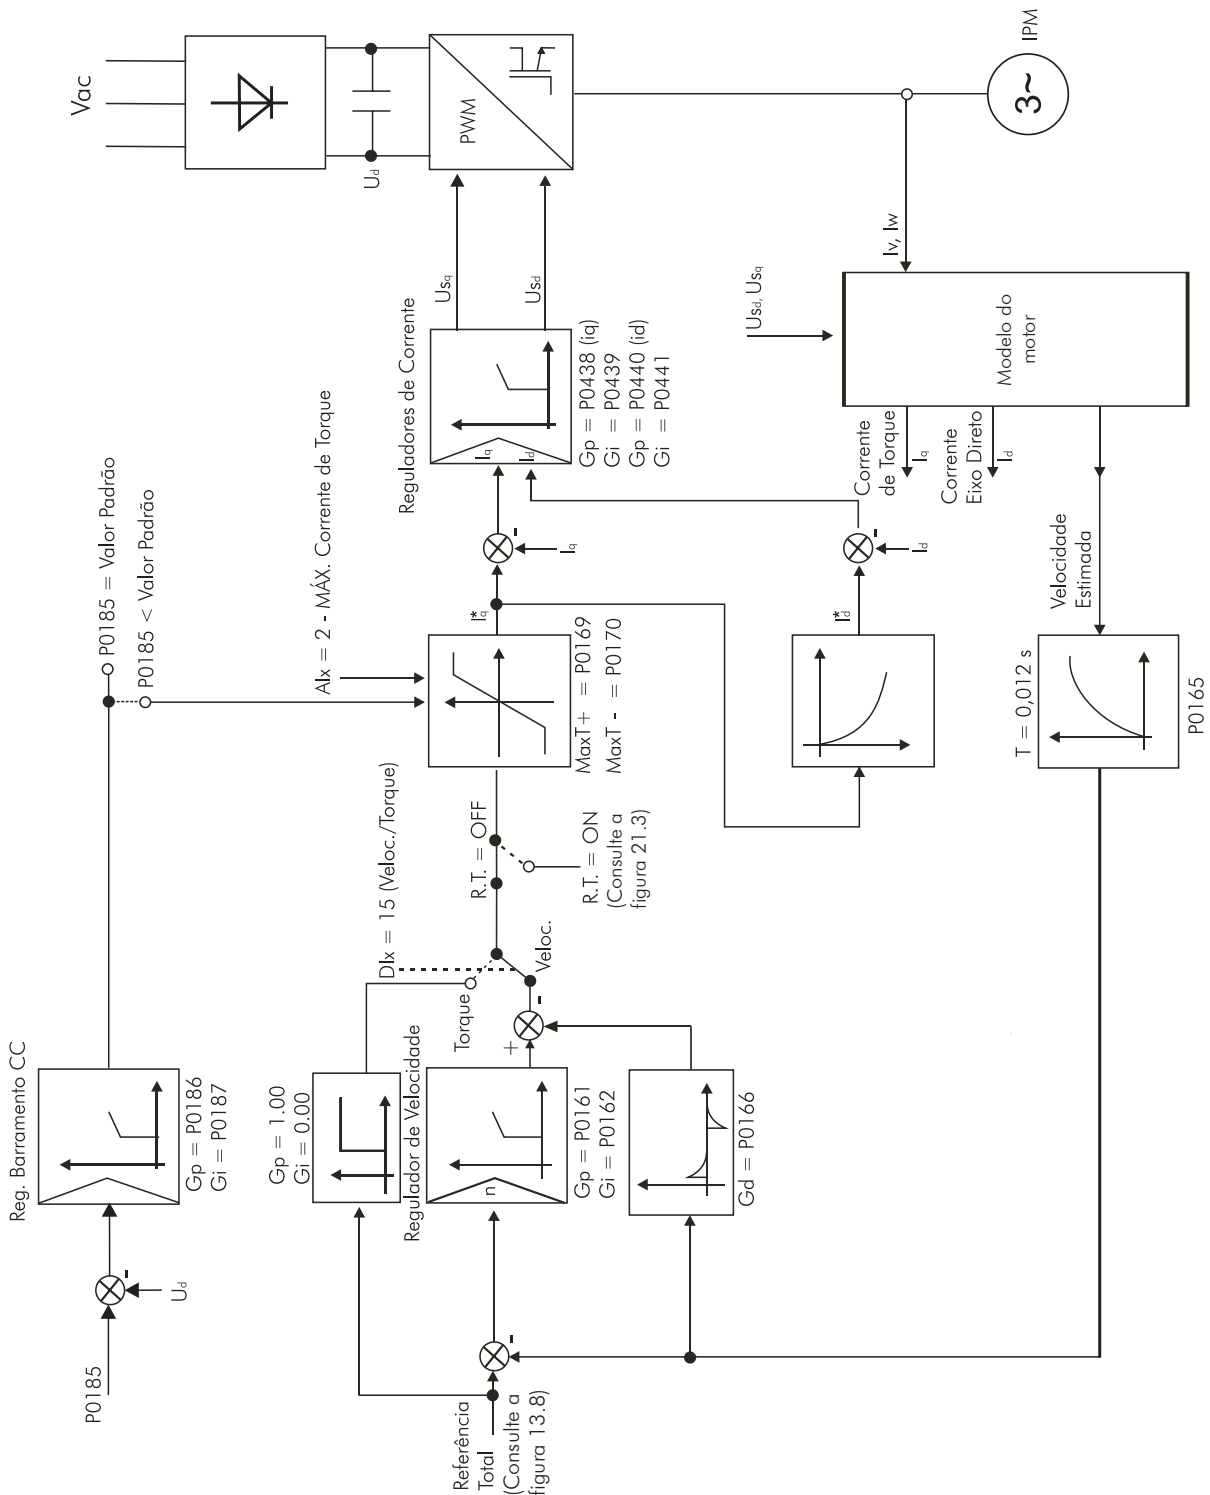 Vac
Ud
PWM
IPM
3~
Iv, Iw
Usq
Usd
Usd, Usq
Modelo do
motor
Reguladores de Corrente
Iq
Id
Gp = P0438 (iq)
Gi = P0439
Gp = P0440 (id)
Gi = P0441
Corrente
de Torque
Iq
Corrente
Eixo Direto
Id
Velocidade
Estimada
P0185 = Valor Padrão
P0185 < Valor Padrão
AIx = 2 - MÁX. Corrente de Torque
I*q
-
Iq
MaxT+ = P0169
MaxT - = P0170
I*d
-
Id
T = 0,012 s
P0165
DIx = 15 (Veloc./Torque)
R.T. = OFF
R.T. = ON
(Consulte a
figura 21.3)
Torque
Veloc.
+
-
Reg. Barramento CC
Gp = P0186
Gi = P0187
Gp = 1.00
Gi = 0.00
Regulador de Velocidade
n
Gp = P0161
Gi = P0162
Gd = P0166
P0185
-
Ud
Referência
Total
(Consulte a
figura 13.8)
-